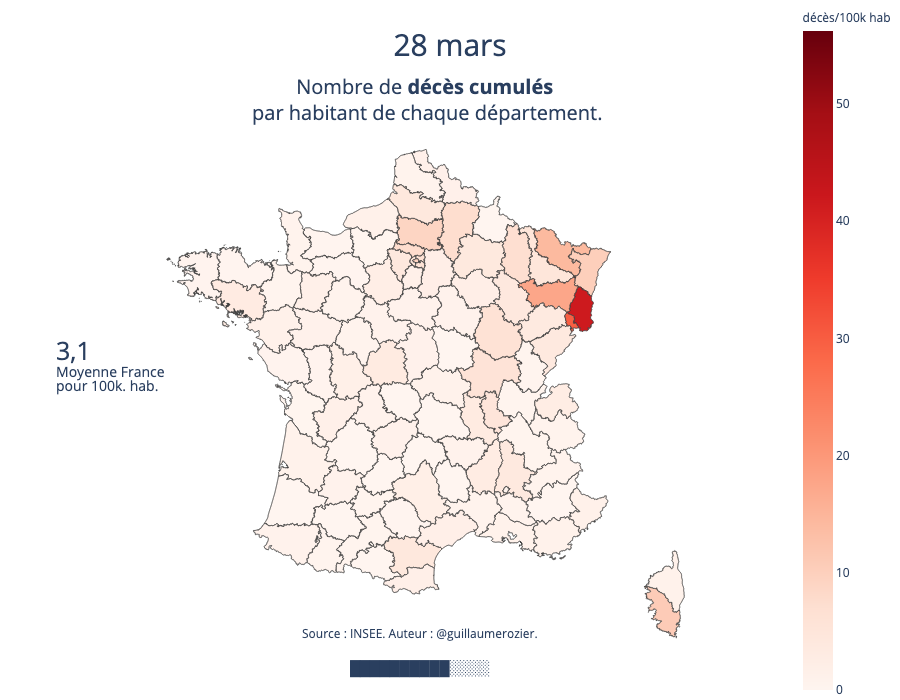 décès/100k hab
28 mars
Nombre de décès cumulés
par habitant de chaque département.
50
40
30
20
10
0
3,1
Moyenne France
pour 100k. hab.
Source : INSEE. Auteur : @guillaumerozier.